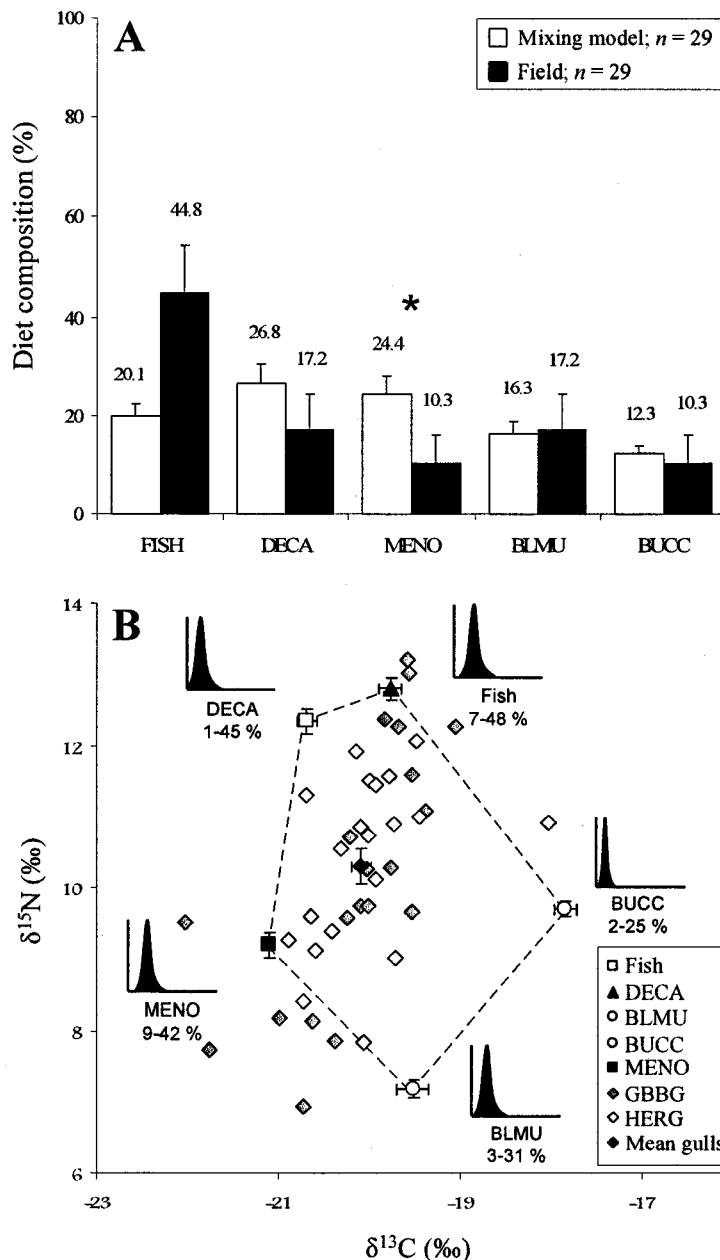 A
Mixing model; n = 29
Field; n = 29
Diet composition (%)
100
80
60
40
20
0
20.1
44.8
26.8
17.2
24.4
*
10.3
16.3
17.2
12.3
10.3
FISH
DECA
MENO
BLMU
BUCC
B
14
12
10
8
6
δ15N (‰)
DECA
1-45 %
Fish
7-48 %
BUCC
2-25 %
MENO
9-42 %
BLMU
3-31 %
Fish
DECA
BLMU
BUCC
MENO
GBBG
HERG
Mean gulls
-23
-21
-19
-17
δ13C (‰)